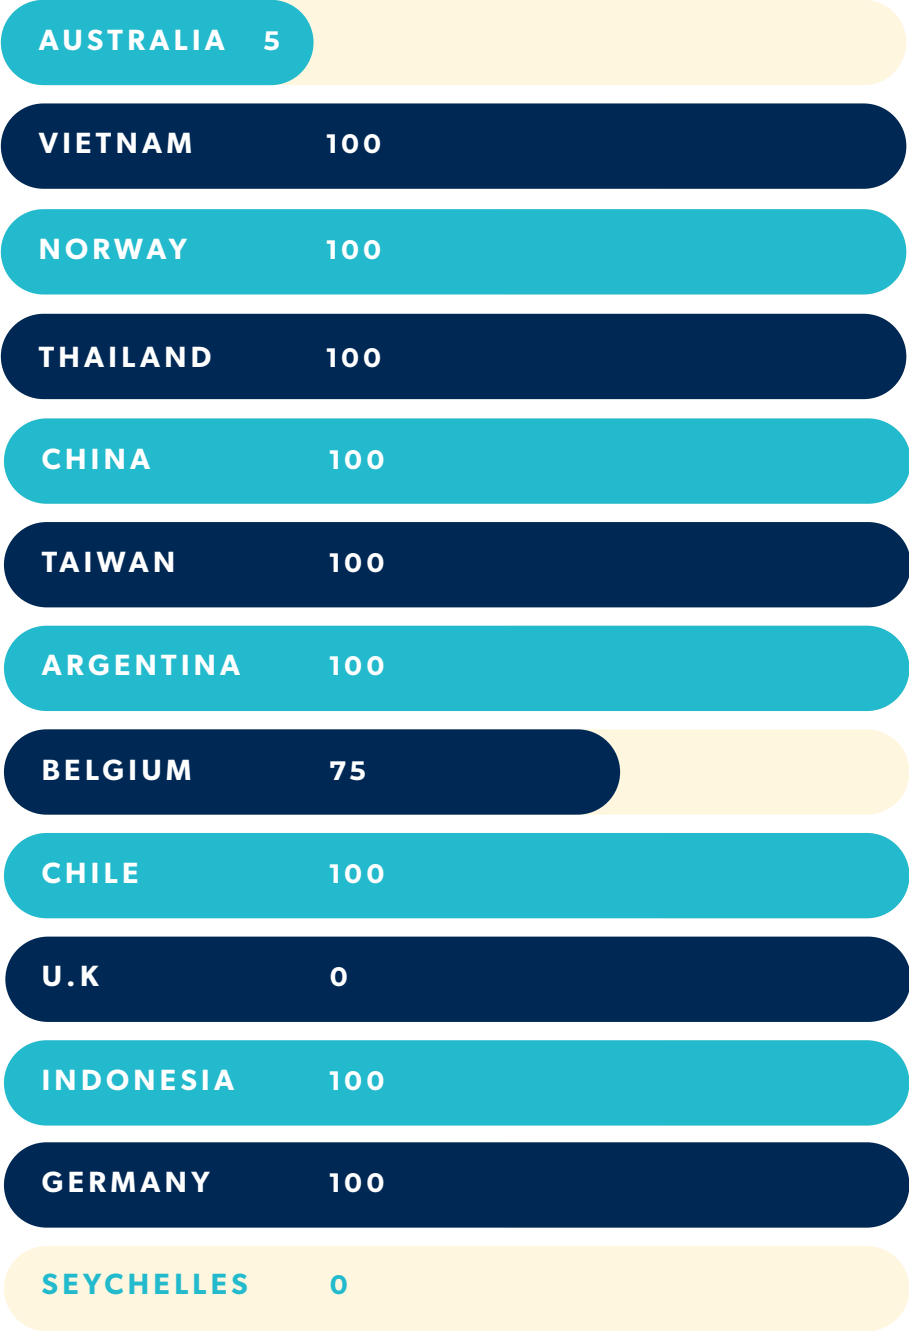 AUSTRALIA 5
VIETNAM 100
NORWAY 100
THAILAND 100
CHINA 100
TAIWAN 100
ARGENTINA 100
BELGIUM 75
CHILE 100
U.K 0
INDONESIA 100
GERMANY 100
SEYCHELLES 0